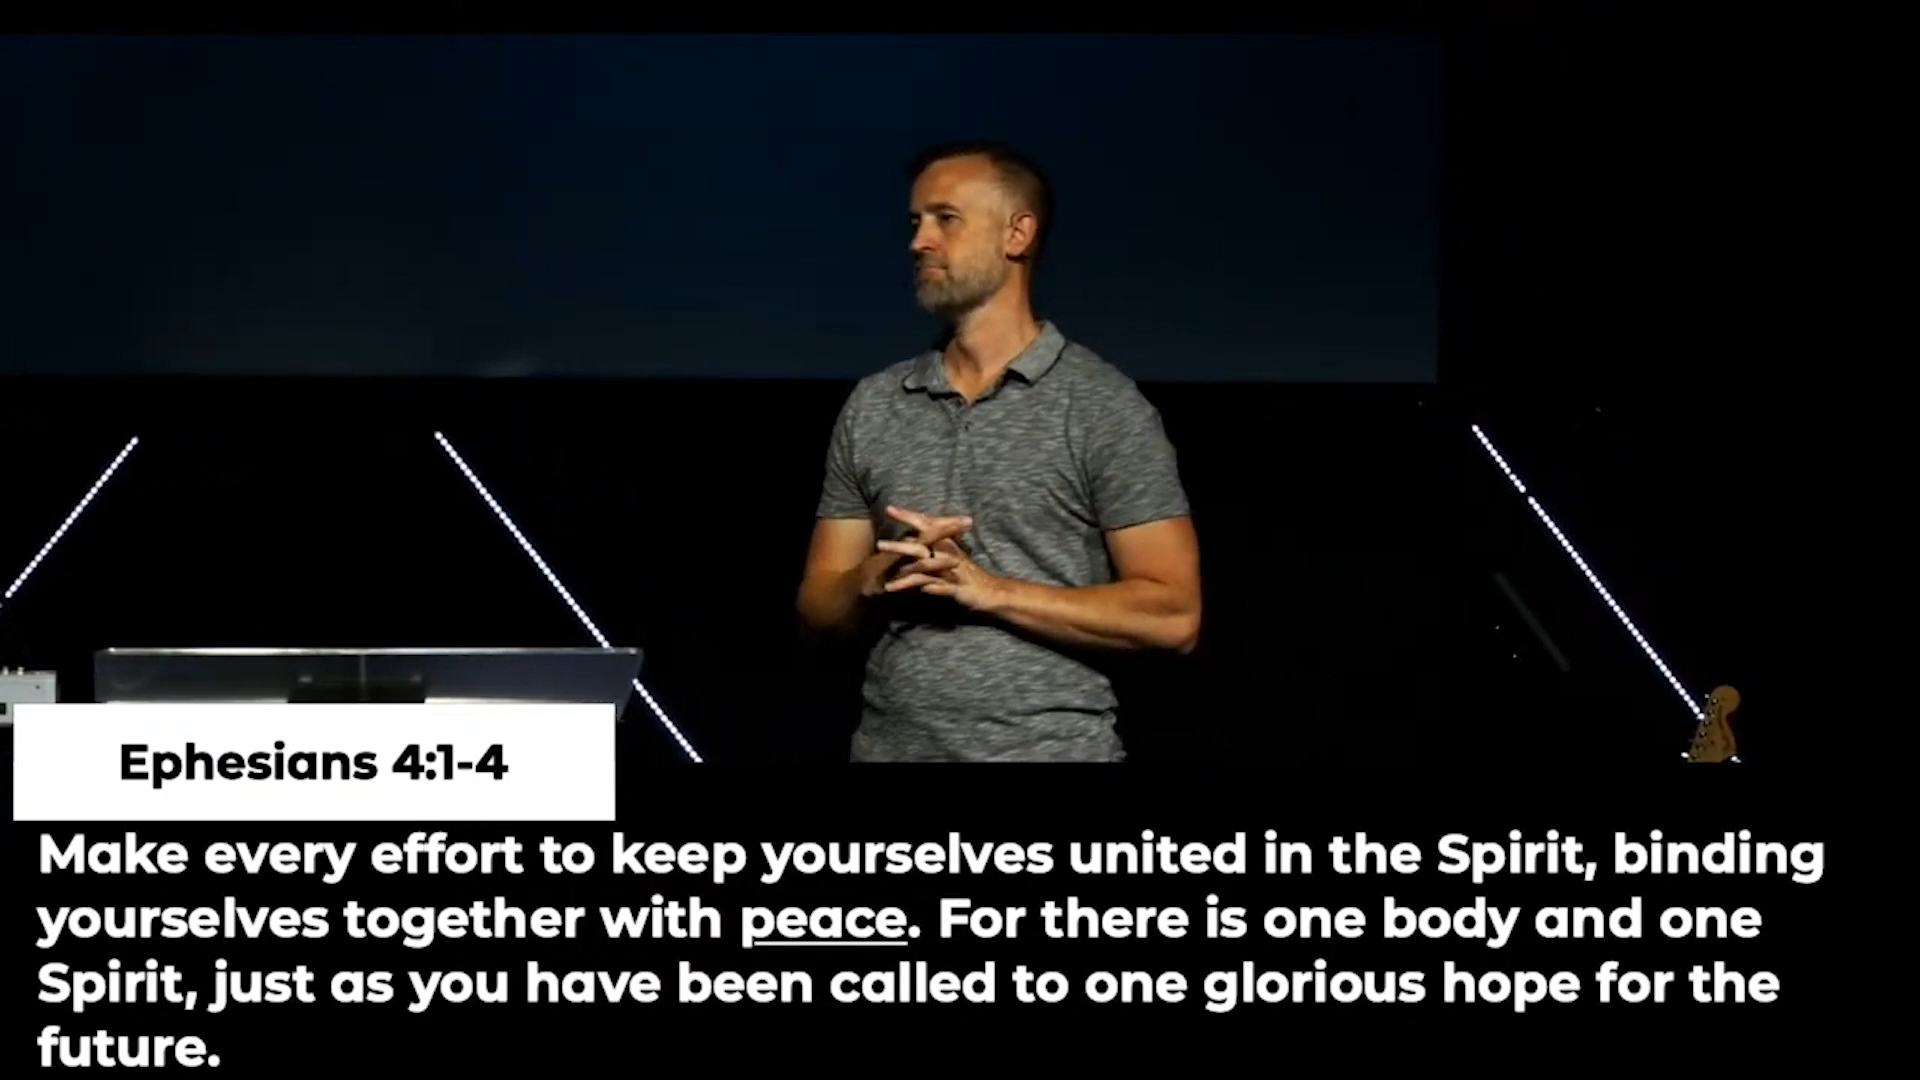 Ephesians 4:1-4
Make every effort to keep yourselves united in the Spirit, binding
yourselves together with peace. For there is one body and one
Spirit, just as you have been called to one glorious hope for the
future.